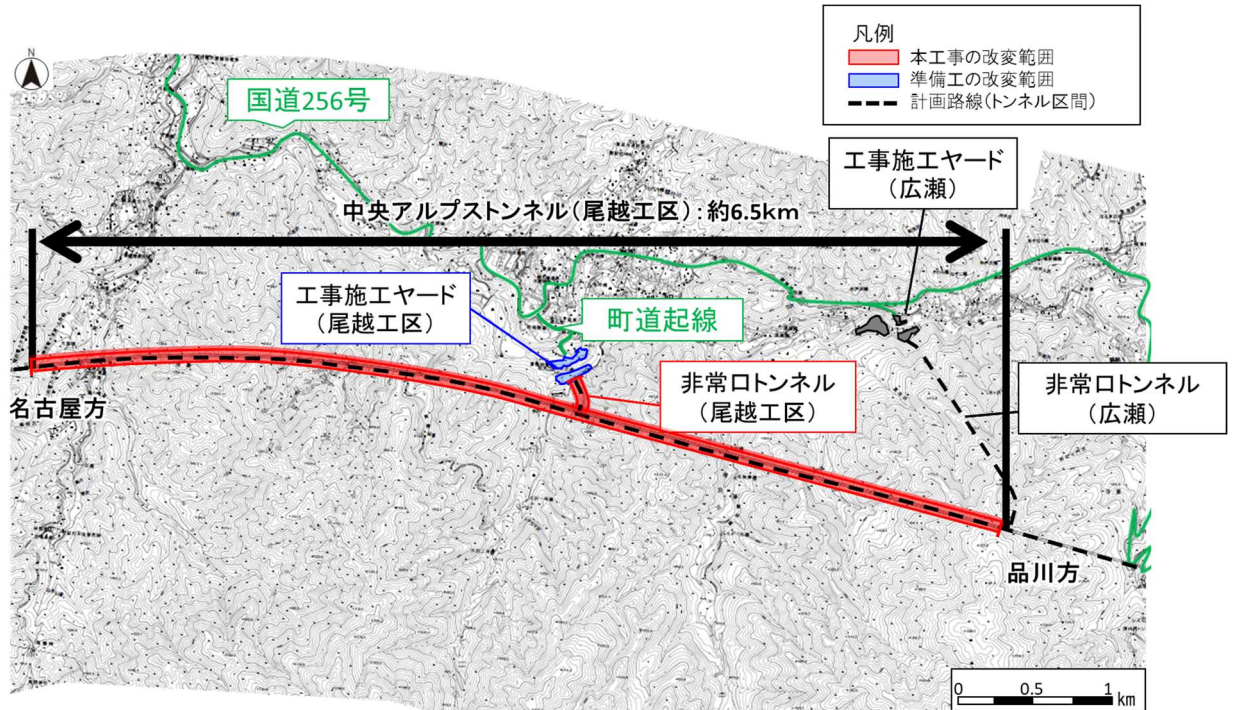 凡例
本工事の改変範囲
準備工の改変範囲
計画路線(トンネル区間)
N
国道256号
工事施工ヤード
(広瀬)
中央アルプストンネル(尾越工区):約6.5km
工事施工ヤード
(尾越工区)
町道起線
非常口トンネル
(尾越工区)
非常口トンネル
(広瀬)
名古屋方
品川方
0 0.5 1 km